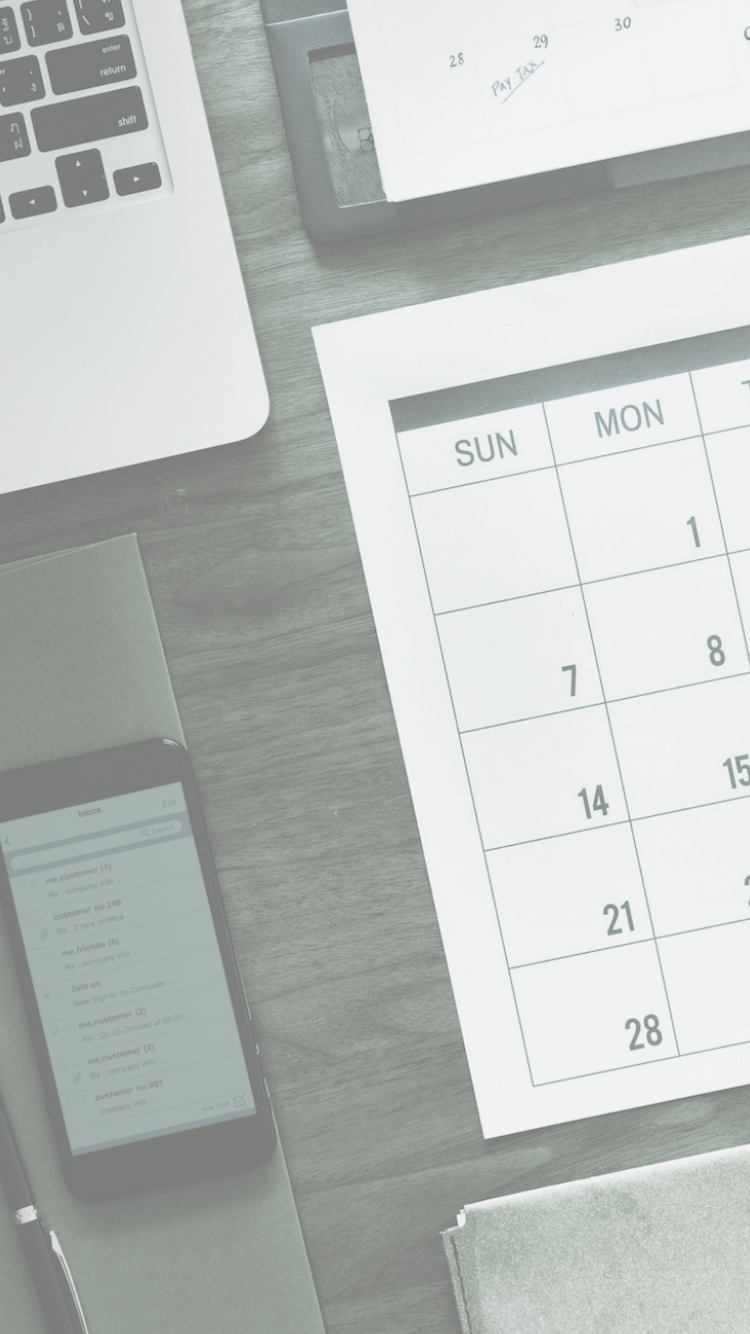 enter
return
shift
28 29 30
Pay Tax
SUN MON
1
7 8
14 15
21
28
Inbox Edit
Search
me.customer (1)
Re : company info ...
customer no.249
Re : 2 new notifica ...
me.friends (6)
Re : company info ...
Join us
New Sign-in on Computer
me.customer (2)
Re : On 23 October at 09:00, ...
me.customer (2)
Re : company info ...
customer no.001
company info ...